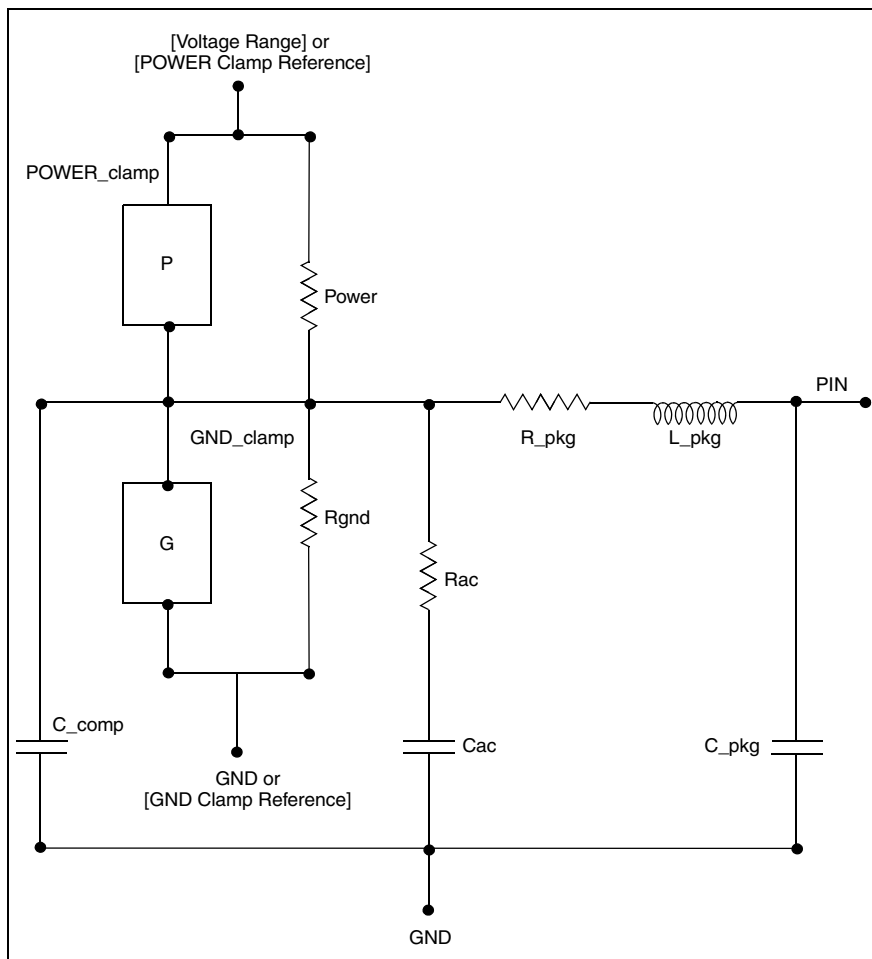 [Voltage Range] or
[POWER Clamp Reference]
POWER_clamp
P
Power
PIN
GND_clamp
R_pkg
L_pkg
Rgnd
G
Rac
C_comp
Cac
C_pkg
GND or
[GND Clamp Reference]
GND